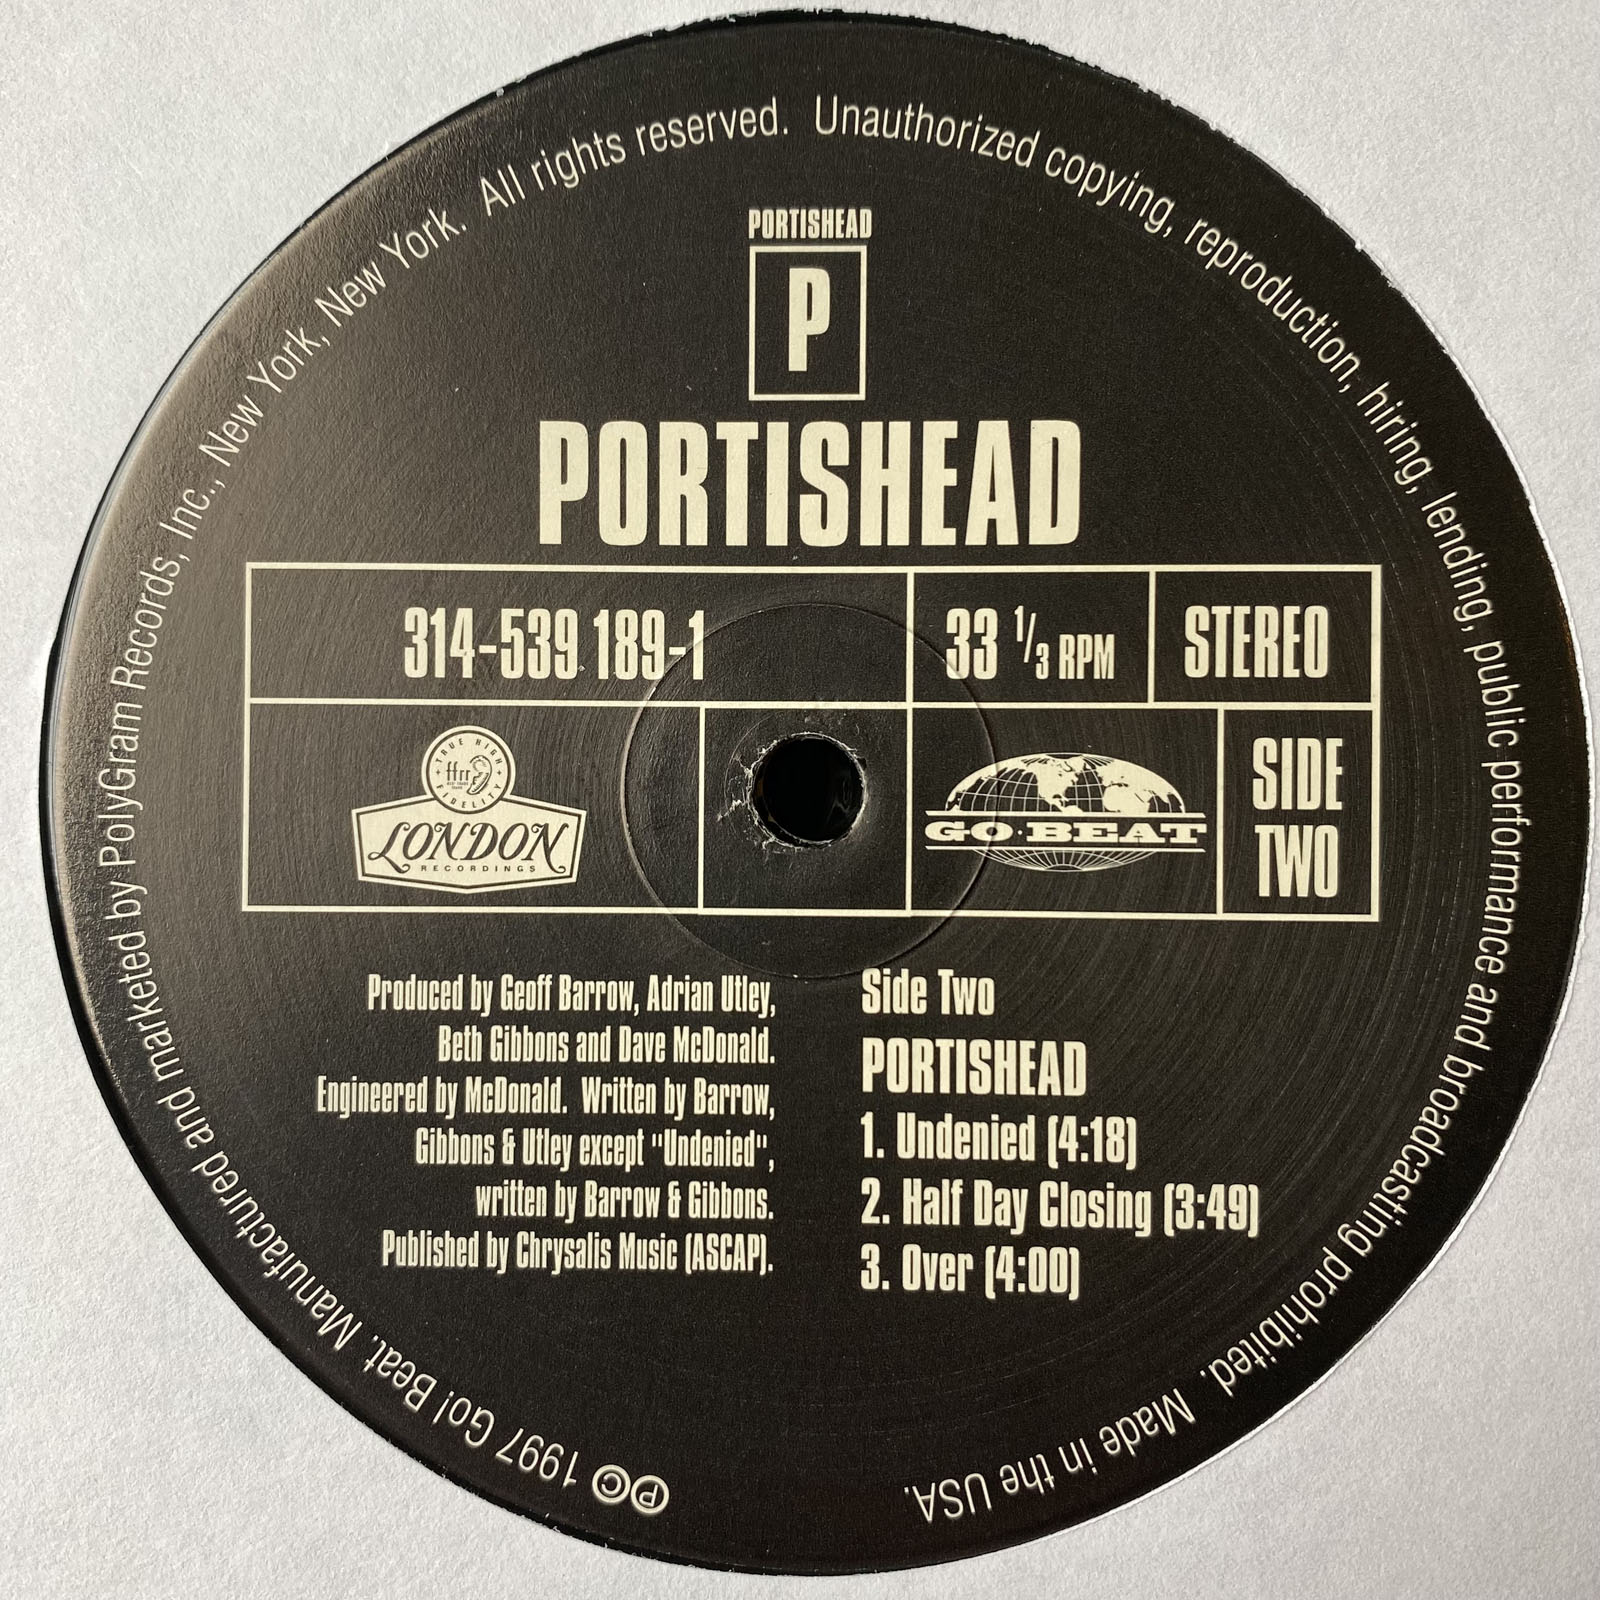 PORTISHEAD
P
PORTISHEAD
314-539 189-1
33 1/3 RPM
STEREO
TRUE HIGH FIDELITY
ffrr
LONDON
RECORDINGS
GO·BEAT
SIDE
TWO
Produced by Geoff Barrow, Adrian Utley,
Beth Gibbons and Dave McDonald.
Engineered by McDonald. Written by Barrow,
Gibbons & Utley except "Undenied",
written by Barrow & Gibbons.
Published by Chrysalis Music (ASCAP).
Side Two
PORTISHEAD
1. Undenied (4:18)
2. Half Day Closing (3:49)
3. Over (4:00)
℗© 1997 Go! Beat. Manufactured and marketed by PolyGram Records, Inc., New York, New York. All rights reserved. Unauthorized copying, reproduction, hiring, lending, public performance and broadcasting prohibited. Made in the USA.